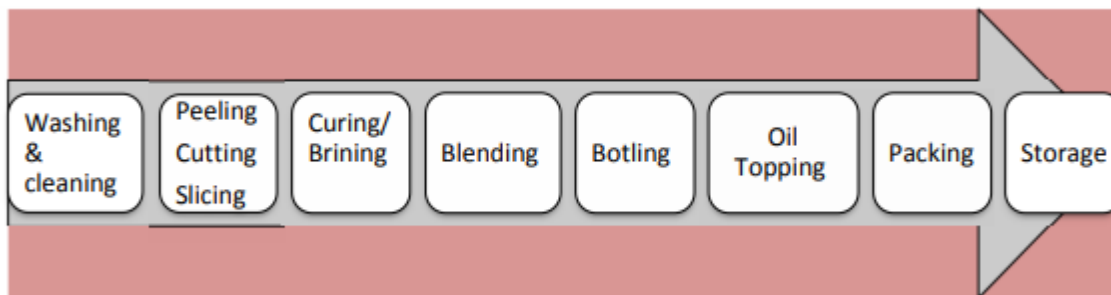 Washing
&
cleaning
Peeling
Cutting
Slicing
Curing/
Brining
Blending
Botling
Oil
Topping
Packing
Storage